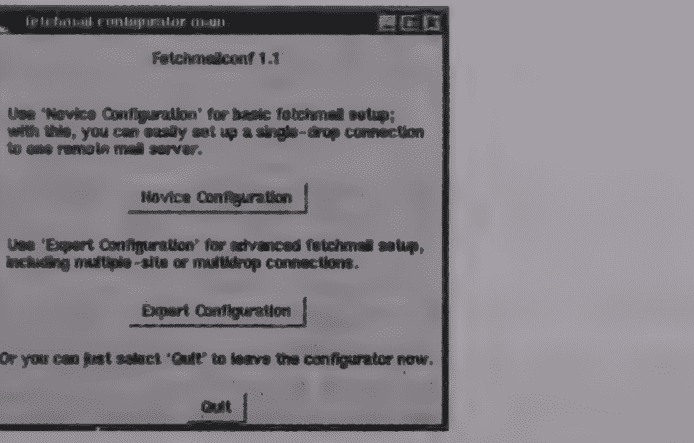 fetchmail configurator main
Fetchmailconf 1.1
Use 'Novice Configuration' for basic fetchmail setup;
with this, you can easily set up a single-drop connection
to one remote mail server.
Novice Configuration
Use 'Expert Configuration' for advanced fetchmail setup,
including multiple-site or multidrop connections.
Expert Configuration
Or you can just select 'Quit' to leave the configurator now.
Quit